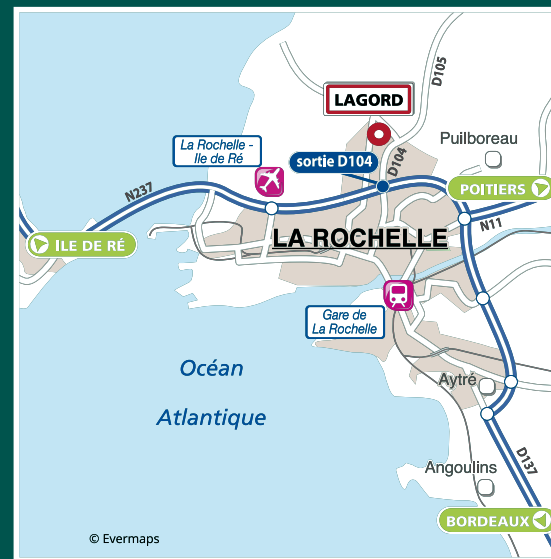 D105
LAGORD
La Rochelle -
Ile de Ré
Puilboreau
sortie D104
D104
N237
POITIERS
ILE DE RÉ
LA ROCHELLE
N11
Gare de
La Rochelle
Océan
Atlantique
Aytré
Angoulins
D137
BORDEAUX
© Evermaps